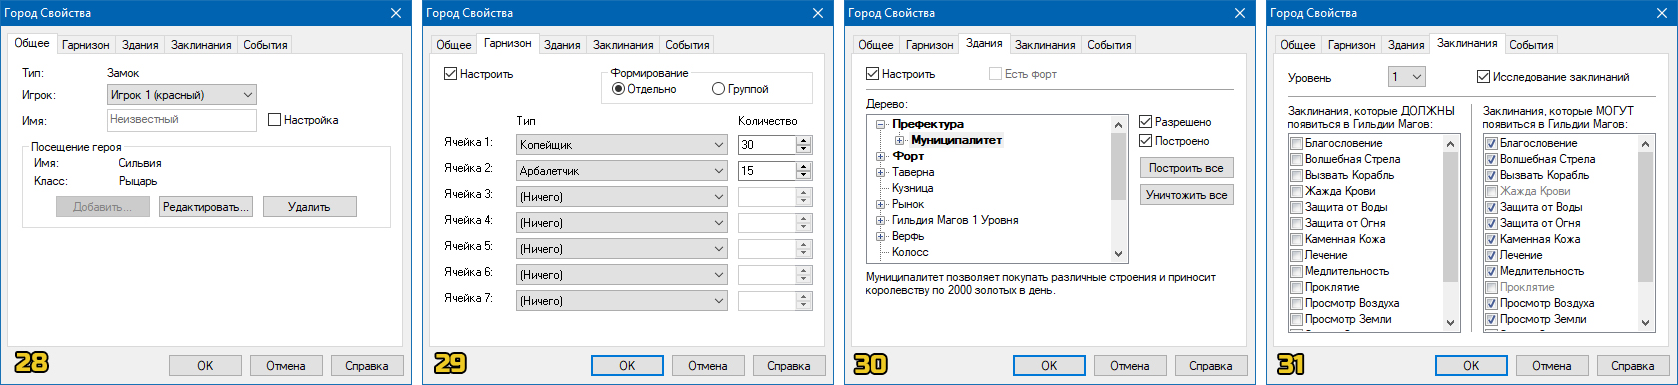 Город Свойства
Общее Гарнизон Здания Заклинания События
Тип: Замок
Игрок: Игрок 1 (красный)
Имя: Неизвестный Настройка
Посещение героя
Имя: Сильвия
Класс: Рыцарь
Добавить... Редактировать... Удалить
28 OK Отмена Справка
Город Свойства
Общее Гарнизон Здания Заклинания События
Настроить
Формирование
Отдельно Группой
Тип Количество
Ячейка 1: Копейщик 30
Ячейка 2: Арбалетчик 15
Ячейка 3: (Ничего)
Ячейка 4: (Ничего)
Ячейка 5: (Ничего)
Ячейка 6: (Ничего)
Ячейка 7: (Ничего)
29 OK Отмена Справка
Город Свойства
Общее Гарнизон Здания Заклинания События
Настроить Есть форт
Дерево:
Префектура
Муниципалитет
Форт
Таверна
Кузница
Рынок
Гильдия Магов 1 Уровня
Верфь
Колосс
Разрешено
Построено
Построить все
Уничтожить все
Муниципалитет позволяет покупать различные строения и приносит
королевству по 2000 золотых в день.
30 OK Отмена Справка
Город Свойства
Общее Гарнизон Здания Заклинания События
Уровень 1 Исследование заклинаний
Заклинания, которые ДОЛЖНЫ
появиться в Гильдии Магов:
Благословение
Волшебная Стрела
Вызвать Корабль
Жажда Крови
Защита от Воды
Защита от Огня
Каменная Кожа
Лечение
Медлительность
Проклятие
Просмотр Воздуха
Просмотр Земли
Заклинания, которые МОГУТ
появиться в Гильдии Магов:
Благословение
Волшебная Стрела
Вызвать Корабль
Жажда Крови
Защита от Воды
Защита от Огня
Каменная Кожа
Лечение
Медлительность
Проклятие
Просмотр Воздуха
Просмотр Земли
31 OK Отмена Справка